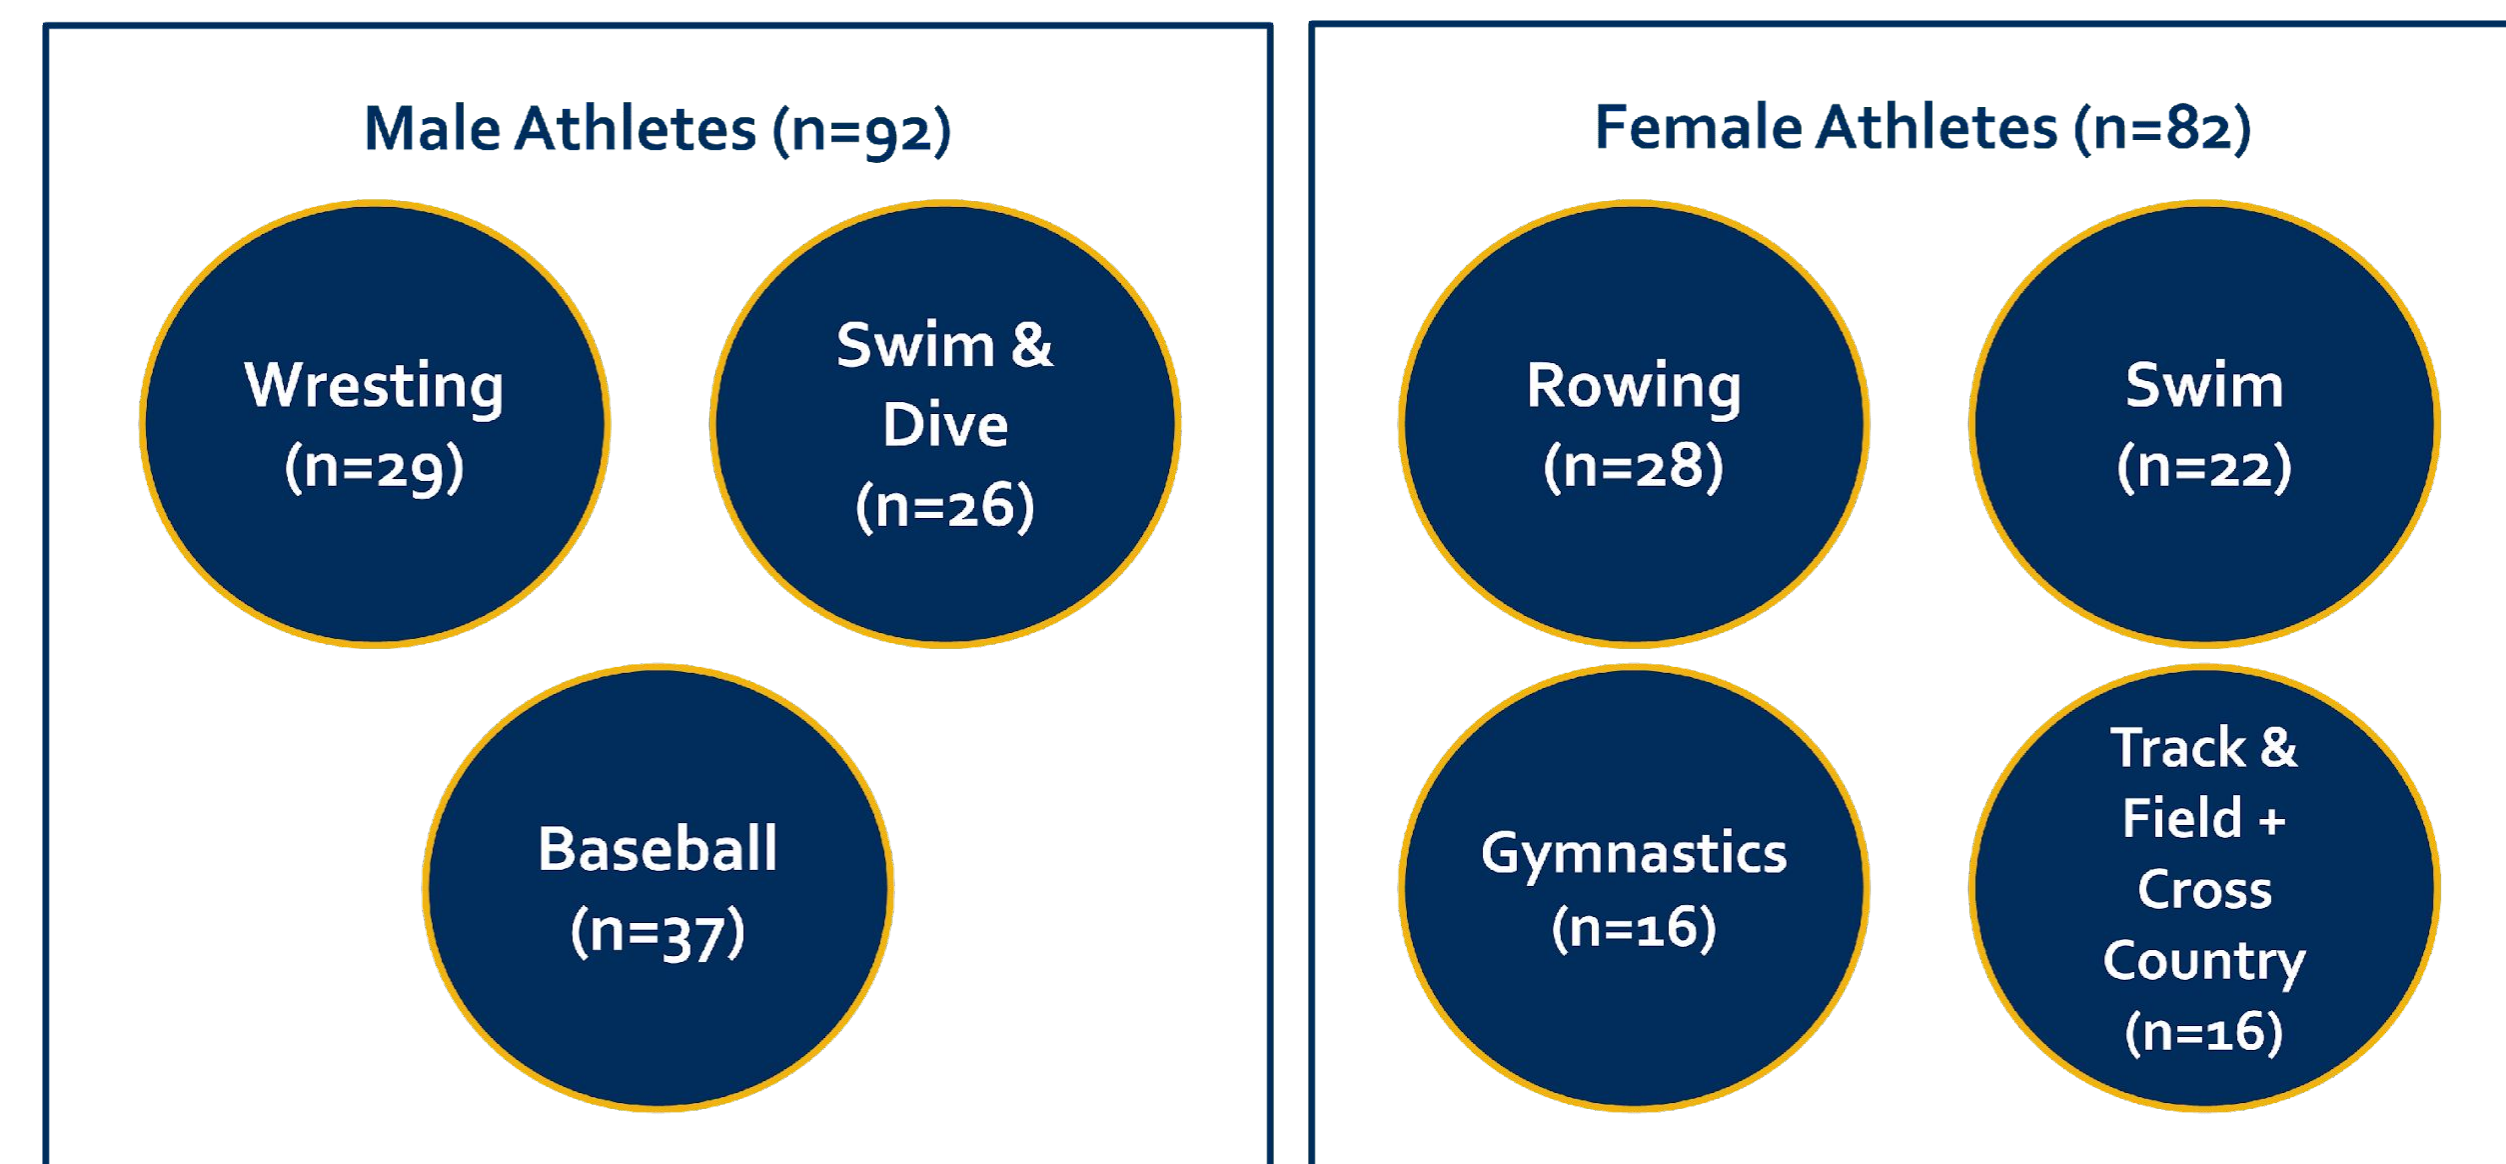 Male Athletes (n=92)
Wresting
(n=29)
Swim &
Dive
(n=26)
Baseball
(n=37)
Female Athletes (n=82)
Rowing
(n=28)
Swim
(n=22)
Gymnastics
(n=16)
Track &
Field +
Cross
Country
(n=16)